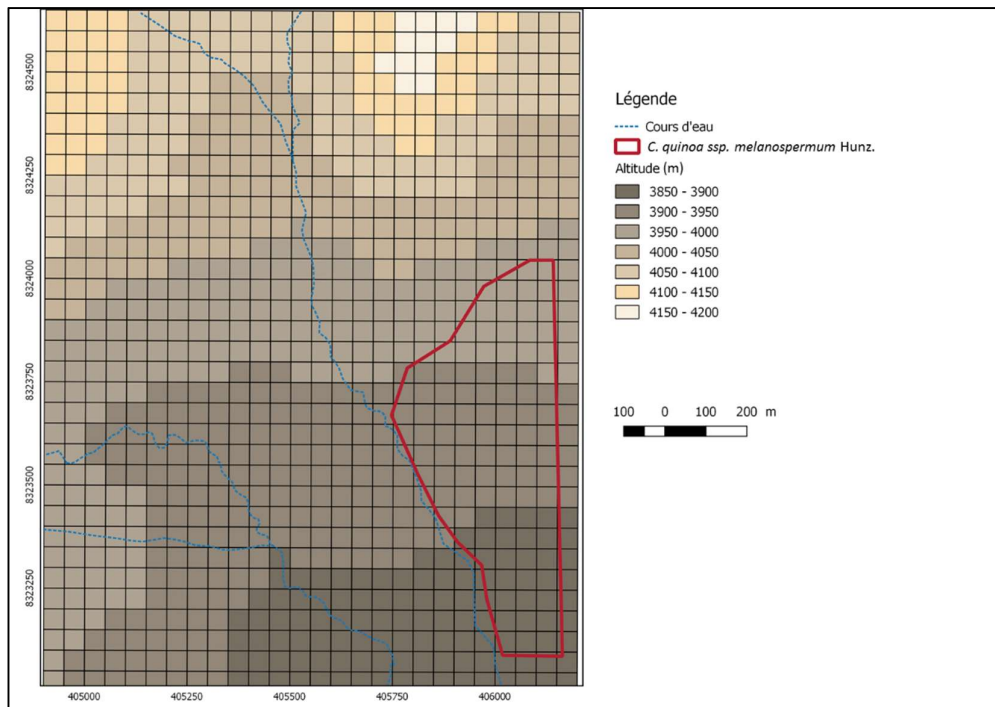 8324500
8324250
8324000
8323750
8323500
8323250
405000 405250 405500 405750 406000
Légende
Cours d'eau
C. quinoa ssp. melanospermum Hunz.
Altitude (m)
3850 - 3900
3900 - 3950
3950 - 4000
4000 - 4050
4050 - 4100
4100 - 4150
4150 - 4200
100 0 100 200 m